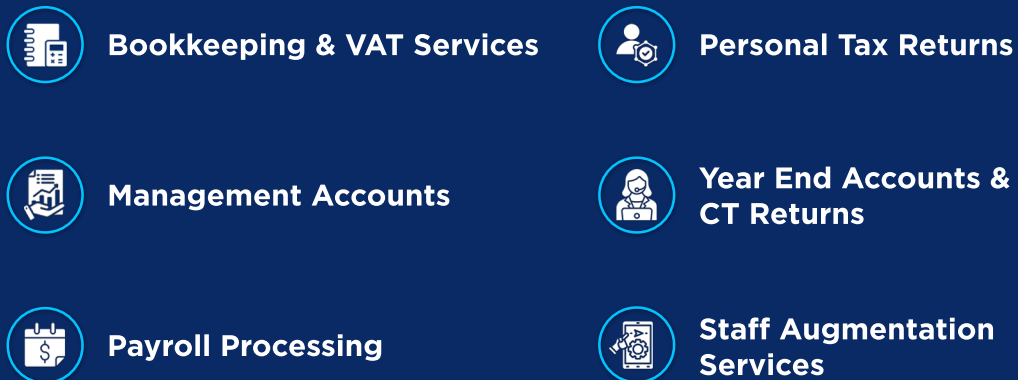 Bookkeeping & VAT Services
Personal Tax Returns
Management Accounts
Year End Accounts &
CT Returns
Payroll Processing
Staff Augmentation
Services